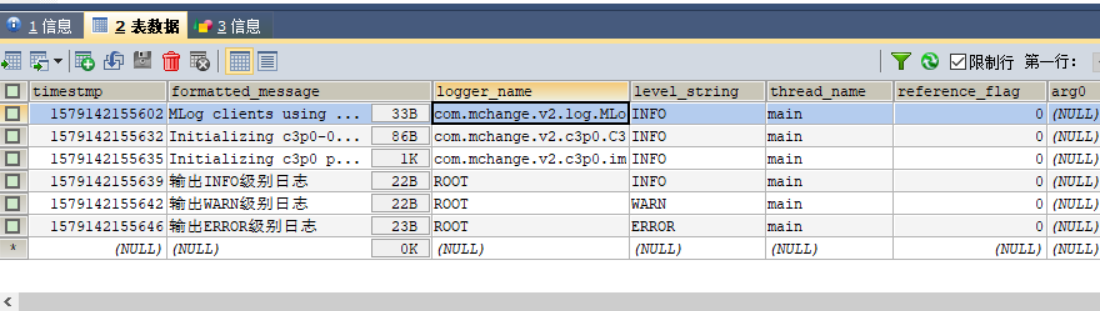 1 信息 2 表数据 3 信息
限制行 第一行:
timestmp formatted_message logger_name level_string thread_name reference_flag arg0
1579142155602 MLog clients using ... 33B com.mchange.v2.log.MLo INFO main 0 (NULL)
1579142155632 Initializing c3p0-0... 86B com.mchange.v2.c3p0.C3 INFO main 0 (NULL)
1579142155635 Initializing c3p0 p... 1K com.mchange.v2.c3p0.im INFO main 0 (NULL)
1579142155639 输出INFO级别日志 22B ROOT INFO main 0 (NULL)
1579142155642 输出WARN级别日志 22B ROOT WARN main 0 (NULL)
1579142155646 输出ERROR级别日志 23B ROOT ERROR main 0 (NULL)
* (NULL) (NULL) 0K (NULL) (NULL) (NULL) (NULL) (NULL)